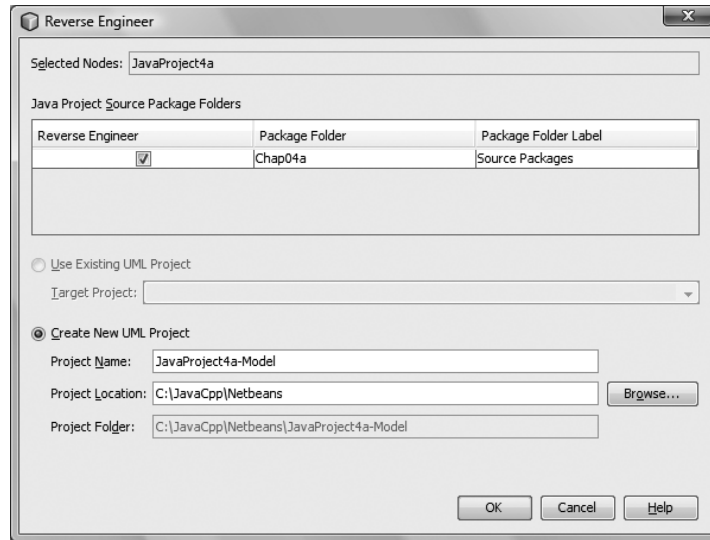 Reverse Engineer
Selected Nodes: JavaProject4a
Java Project Source Package Folders
Reverse Engineer Package Folder Package Folder Label
Chap04a Source Packages
Use Existing UML Project
Target Project:
Create New UML Project
Project Name: JavaProject4a-Model
Project Location: C:\JavaCpp\Netbeans Browse...
Project Folder: C:\JavaCpp\Netbeans\JavaProject4a-Model
OK Cancel Help